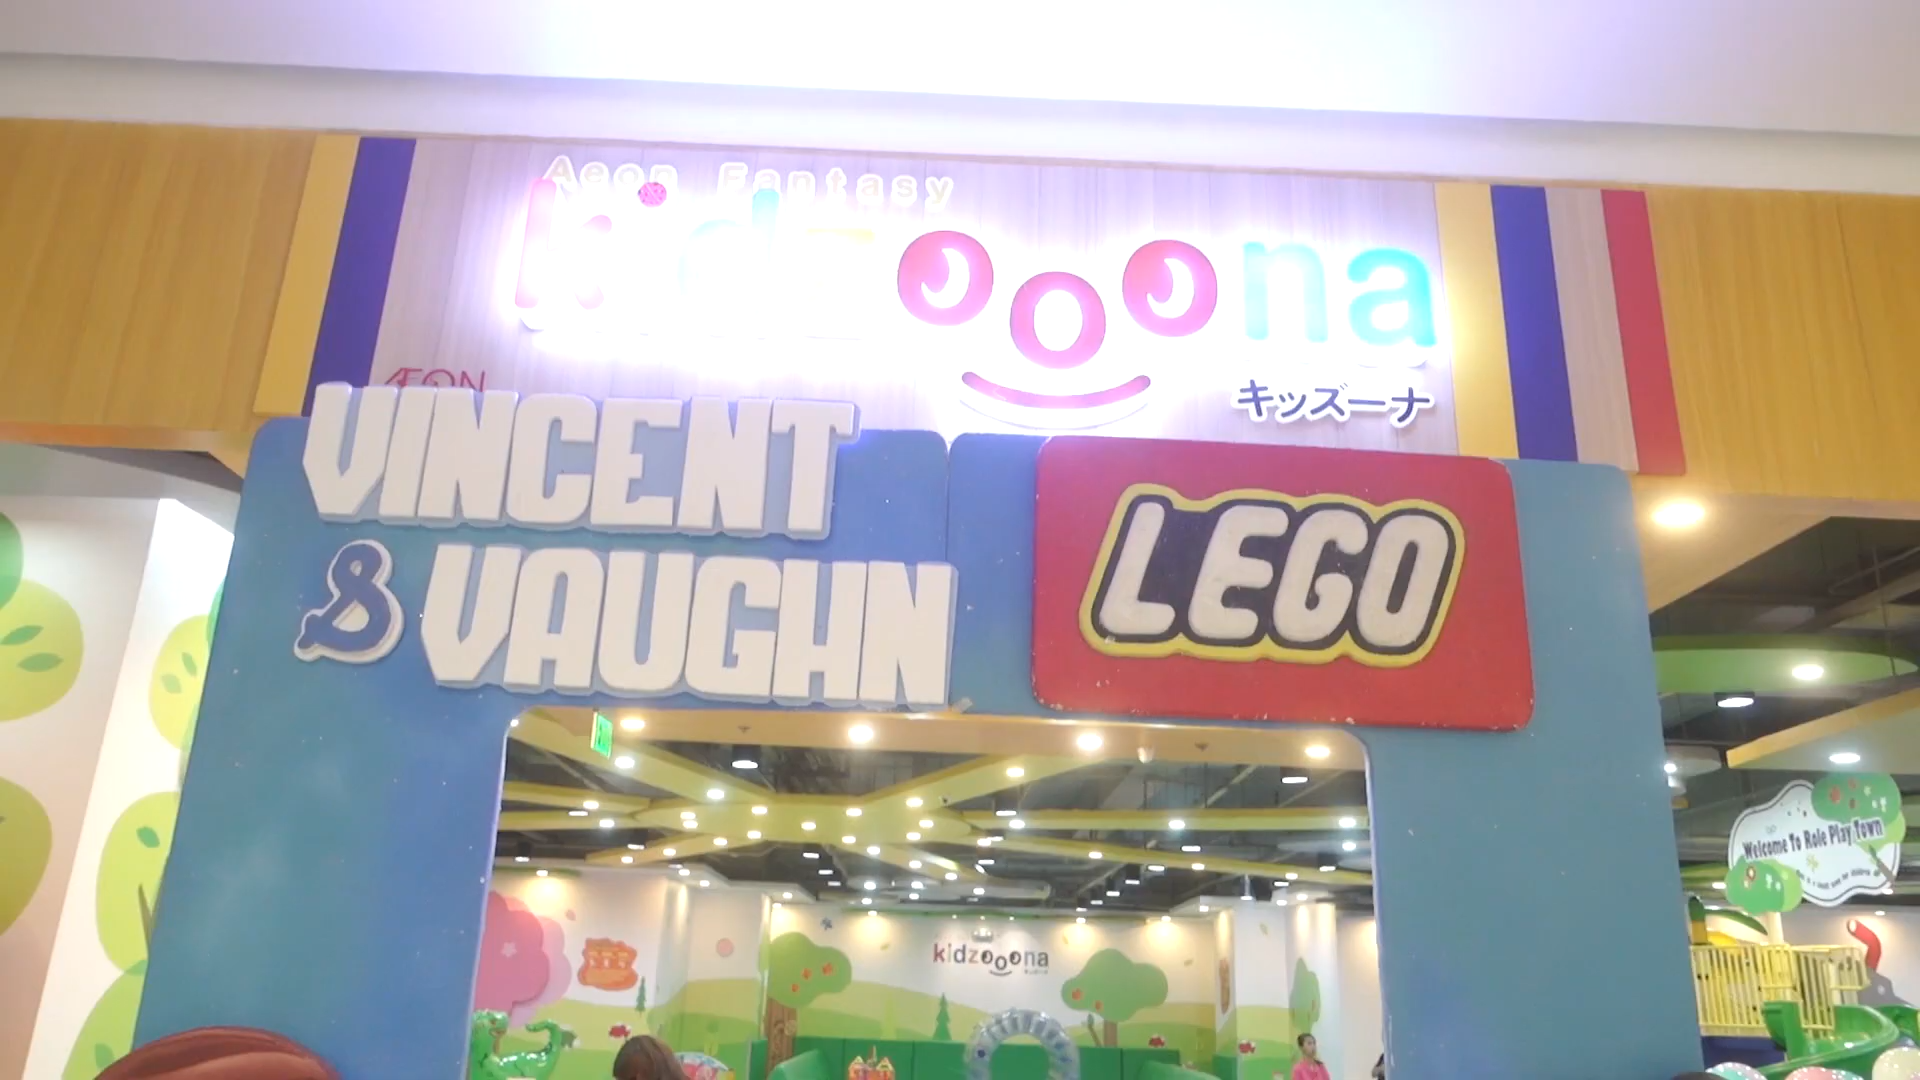 Aeon Fantasy
kidzooona
キッズーナ
ÆON
VINCENT
& VAUGHN
LEGO
Welcome To Role Play Town
kidzooona